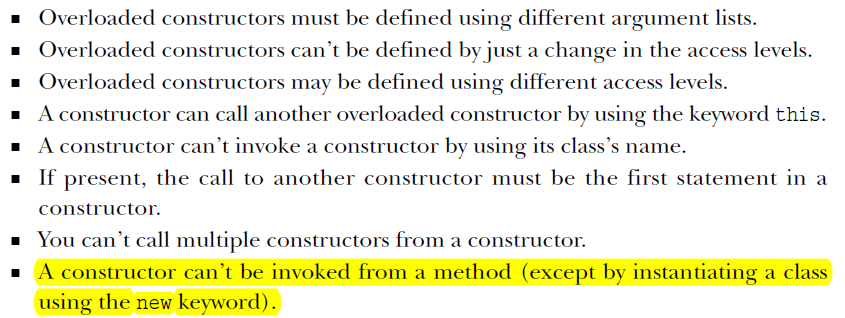 ▪ Overloaded constructors must be defined using different argument lists.
▪ Overloaded constructors can't be defined by just a change in the access levels.
▪ Overloaded constructors may be defined using different access levels.
▪ A constructor can call another overloaded constructor by using the keyword this.
▪ A constructor can't invoke a constructor by using its class's name.
▪ If present, the call to another constructor must be the first statement in a
constructor.
▪ You can't call multiple constructors from a constructor.
▪ A constructor can't be invoked from a method (except by instantiating a class
using the new keyword).